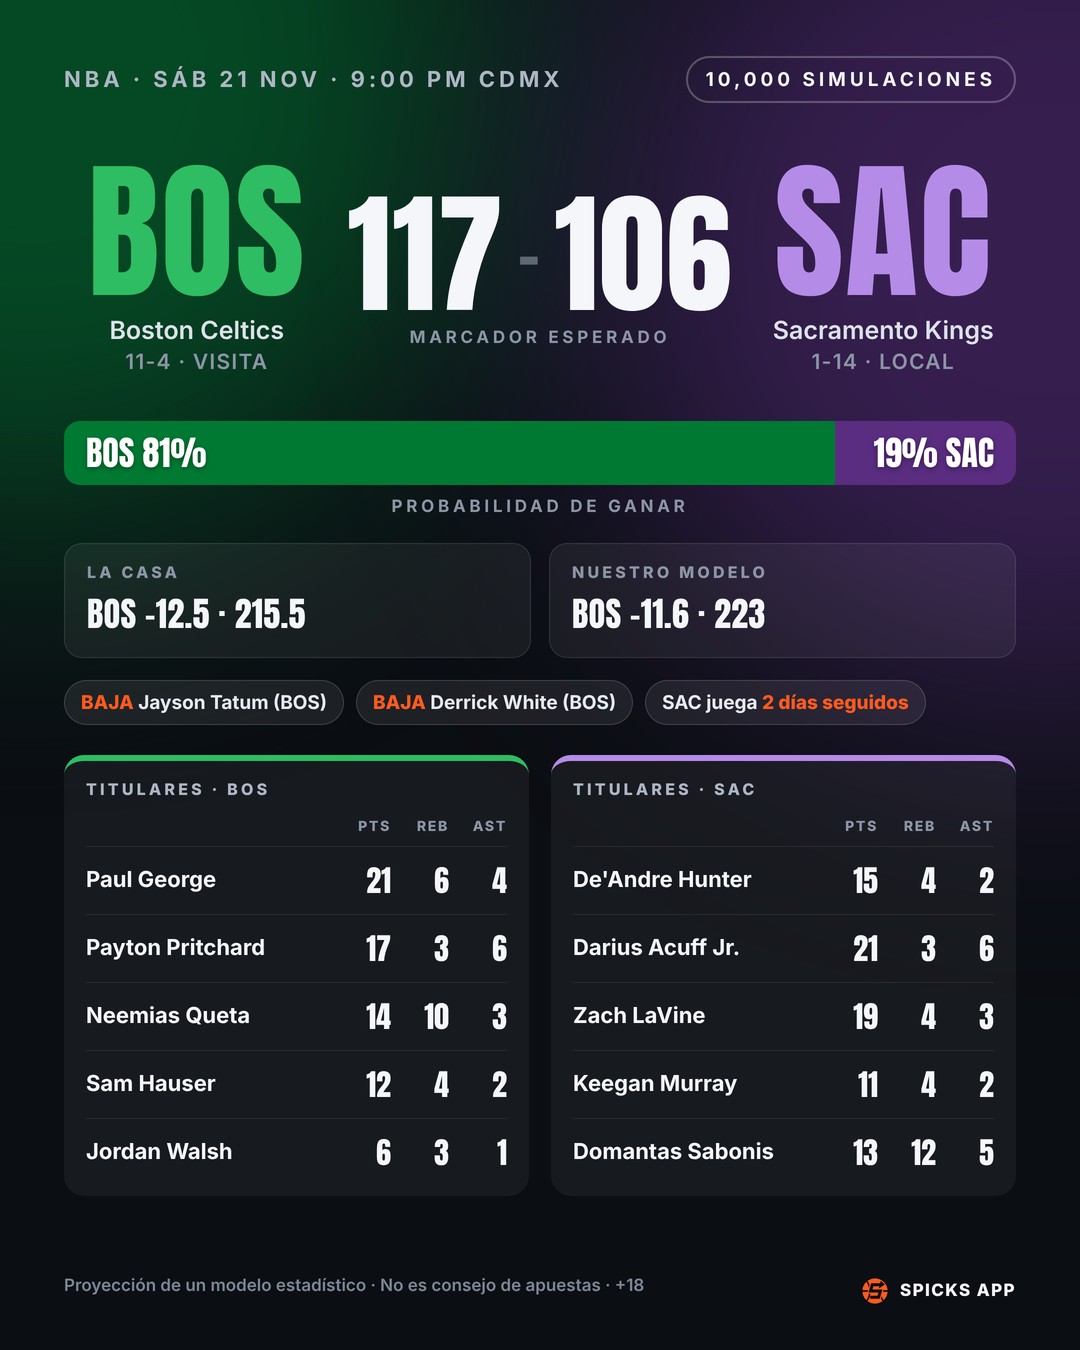 NBA · SÁB 21 NOV · 9:00 PM CDMX
10,000 SIMULACIONES
BOS
117 - 106
SAC
Boston Celtics
11-4 · VISITA
MARCADOR ESPERADO
Sacramento Kings
1-14 · LOCAL
BOS 81%
19% SAC
PROBABILIDAD DE GANAR
LA CASA
BOS -12.5 · 215.5
NUESTRO MODELO
BOS -11.6 · 223
BAJA Jayson Tatum (BOS)
BAJA Derrick White (BOS)
SAC juega 2 días seguidos
TITULARES · BOS
PTS REB AST
Paul George 21 6 4
Payton Pritchard 17 3 6
Neemias Queta 14 10 3
Sam Hauser 12 4 2
Jordan Walsh 6 3 1
TITULARES · SAC
PTS REB AST
De'Andre Hunter 15 4 2
Darius Acuff Jr. 21 3 6
Zach LaVine 19 4 3
Keegan Murray 11 4 2
Domantas Sabonis 13 12 5
Proyección de un modelo estadístico · No es consejo de apuestas · +18
SPICKS APP